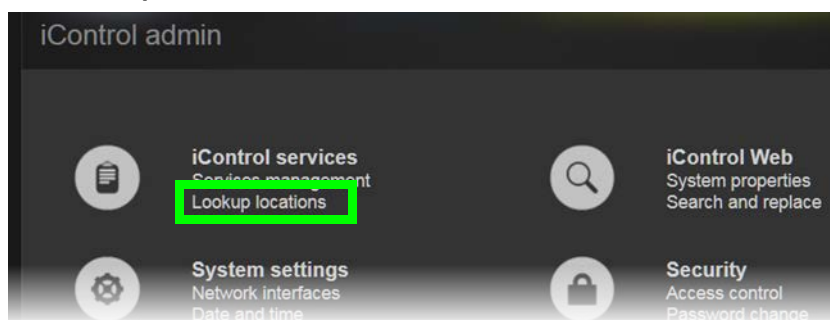 iControl admin
iControl services
Services management
Lookup locations
iControl Web
System properties
Search and replace
System settings
Network interfaces
Date and time
Security
Access control
Password change